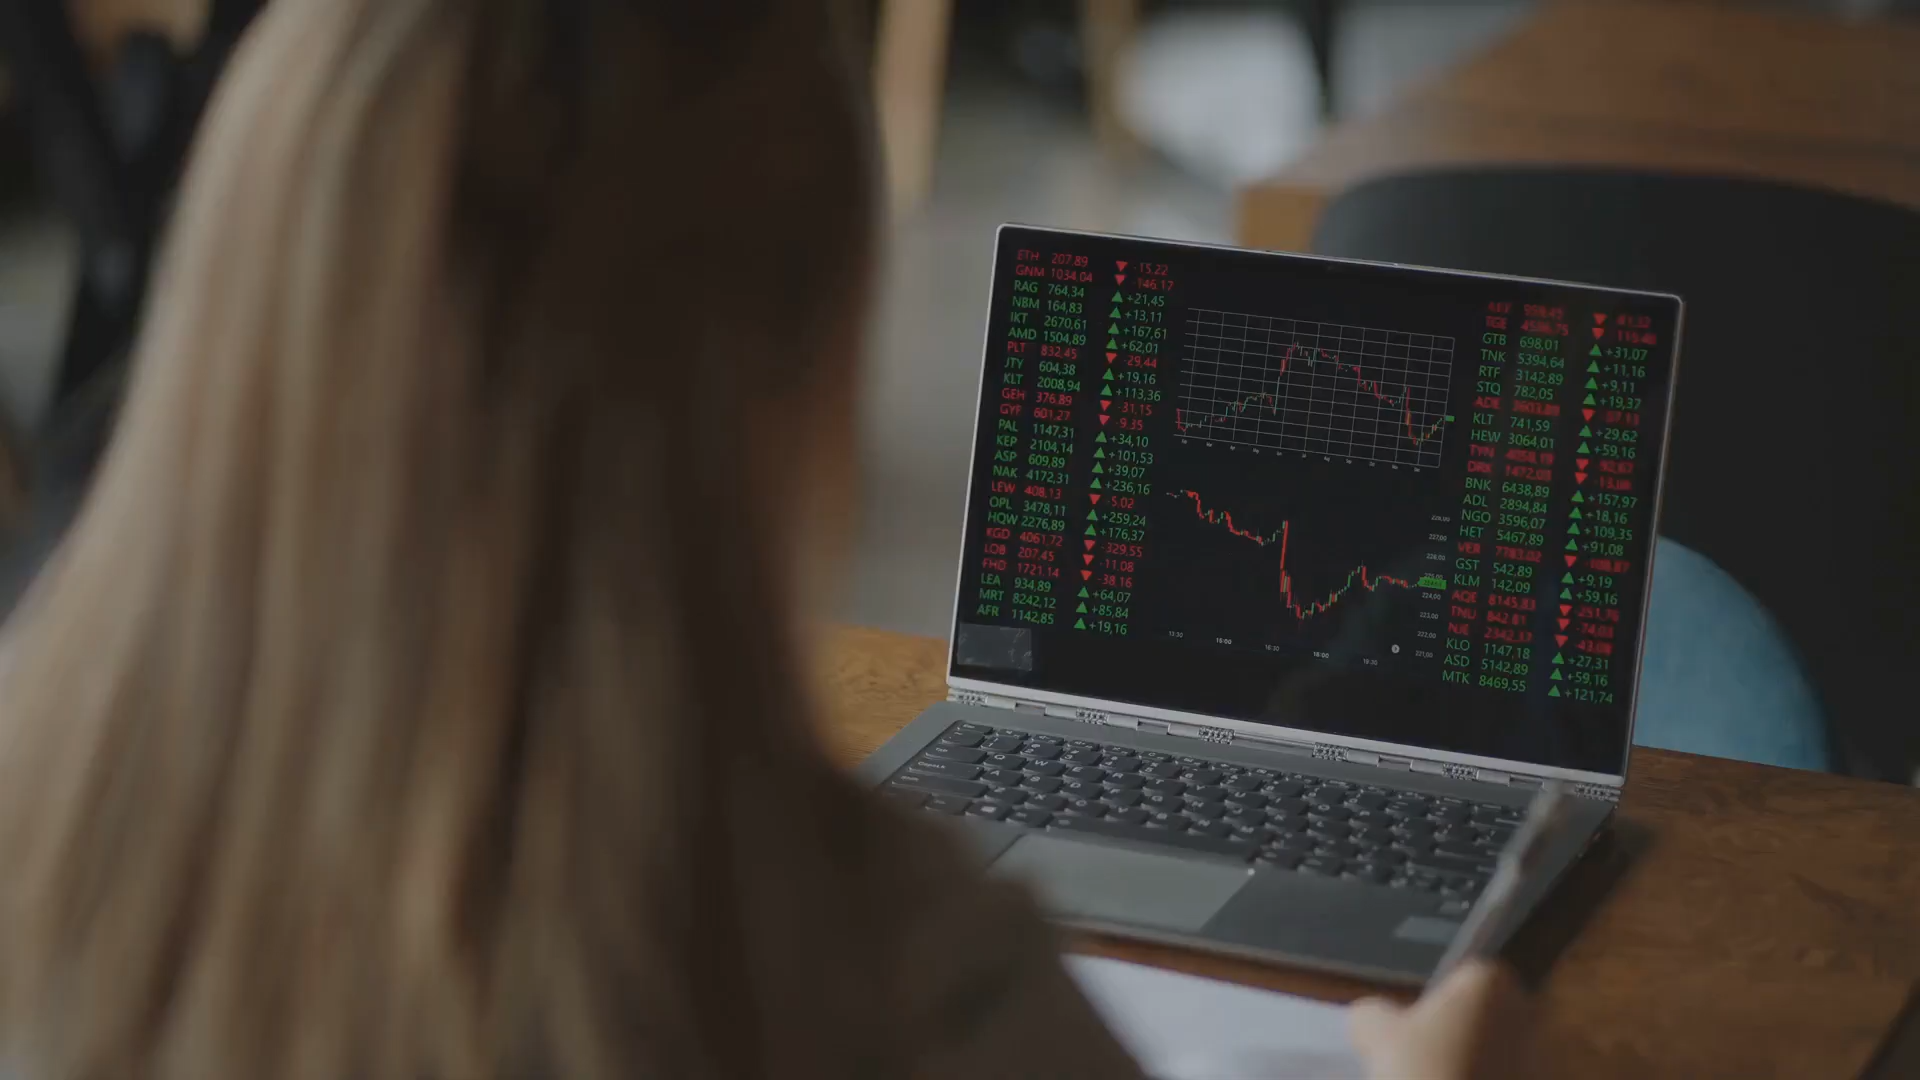 ETH 207,89 ▼ -15,22
GNM 1034,04 ▼ -146,17
RAG 764,34 ▲ +21,45
NBM 164,83 ▲ +13,11
IKT 2670,61 ▲ +167,61
AMD 1504,89 ▲ +62,01
PLT 832,45 ▼ -29,44
JTY 604,38 ▲ +19,16
KLT 2008,94 ▲ +113,36
GEH 376,89 ▼ -31,15
GYF 601,27 ▼ -9,35
PAL 1147,31 ▲ +34,10
KEP 2104,14 ▲ +101,53
ASP 609,89 ▲ +39,07
NAK 4172,31 ▲ +236,16
LEW 408,13 ▼ -5,02
OPL 3478,11 ▲ +259,24
HQW 2276,89 ▲ +176,37
KGD 4061,72 ▼ -329,55
LOB 207,45 ▼ -11,08
FHO 1721,14 ▼ -38,16
LEA 934,89 ▲ +64,07
MRT 8242,12 ▲ +85,84
AFR 1142,85 ▲ +19,16
GTB 698,01 ▲ +31,07
TNK 5394,64 ▲ +11,16
RTF 3142,89 ▲ +9,11
STQ 782,05 ▲ +19,37
KLT 741,59 ▲ +29,62
HEW 3064,01 ▲ +59,16
BNK 6438,89 ▲ +157,97
ADL 2894,84 ▲ +18,16
NGO 3596,07 ▲ +109,35
HET 5467,89 ▲ +91,08
GST 542,89 ▲ +9,19
KLM 142,09 ▲ +59,16
KLO 1147,18 ▲ +27,31
ASD 5142,89 ▲ +59,16
MTK 8469,55 ▲ +121,74